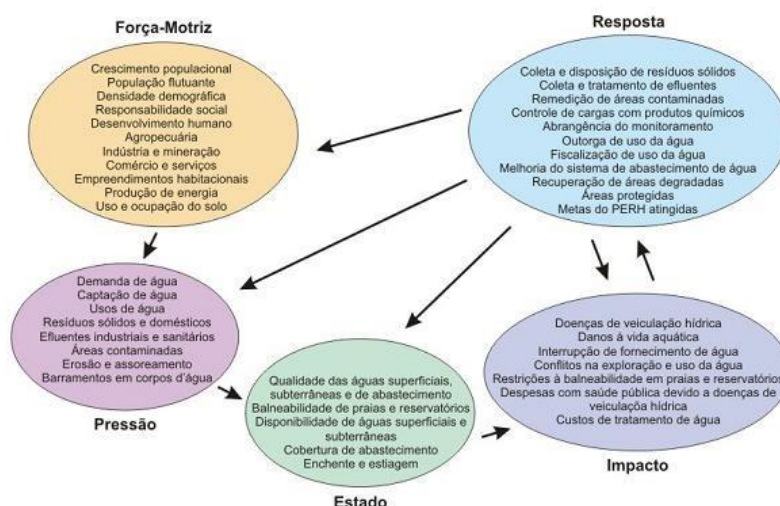 Força-Motriz
Crescimento populacional
População flutuante
Densidade demográfica
Responsabilidade social
Desenvolvimento humano
Agropecuária
Indústria e mineração
Comércio e serviços
Empreendimentos habitacionais
Produção de energia
Uso e ocupação do solo
Resposta
Coleta e disposição de resíduos sólidos
Coleta e tratamento de efluentes
Remedição de áreas contaminadas
Controle de cargas com produtos químicos
Abrangência do monitoramento
Outorga de uso da água
Fiscalização de uso da água
Melhoria do sistema de abastecimento de água
Recuperação de áreas degradadas
Áreas protegidas
Metas do PERH atingidas
Demanda de água
Captação de água
Usos de água
Resíduos sólidos e domésticos
Efluentes industriais e sanitários
Áreas contaminadas
Erosão e assoreamento
Barramentos em corpos d'água
Pressão
Qualidade das águas superficiais,
subterrâneas e de abastecimento
Balneabilidade de praias e reservatórios
Disponibilidade de águas superficiais e
subterrâneas
Cobertura de abastecimento
Enchente e estiagem
Estado
Doenças de veiculação hídrica
Danos à vida aquática
Interrupção de fornecimento de água
Conflitos na exploração e uso da água
Restrições à balneabilidade em praias e reservatórios
Despesas com saúde pública devido a doenças de
veiculaçõa hídrica
Custos de tratamento de água
Impacto